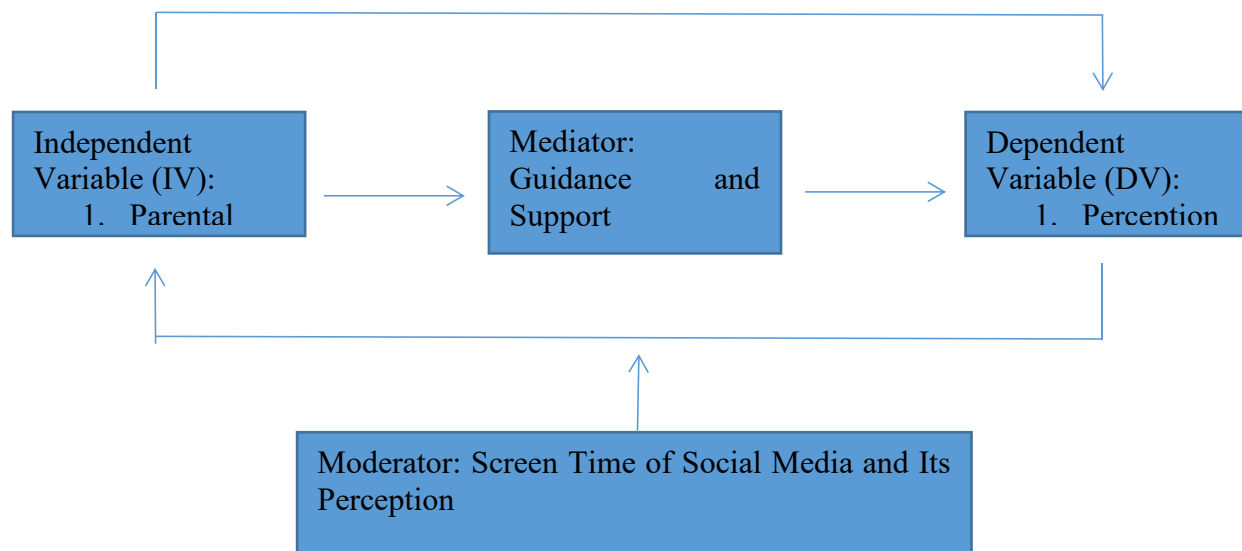 Independent
Variable (IV):
1. Parental
Mediator:
Guidance and
Support
Dependent
Variable (DV):
1. Perception
Moderator: Screen Time of Social Media and Its
Perception